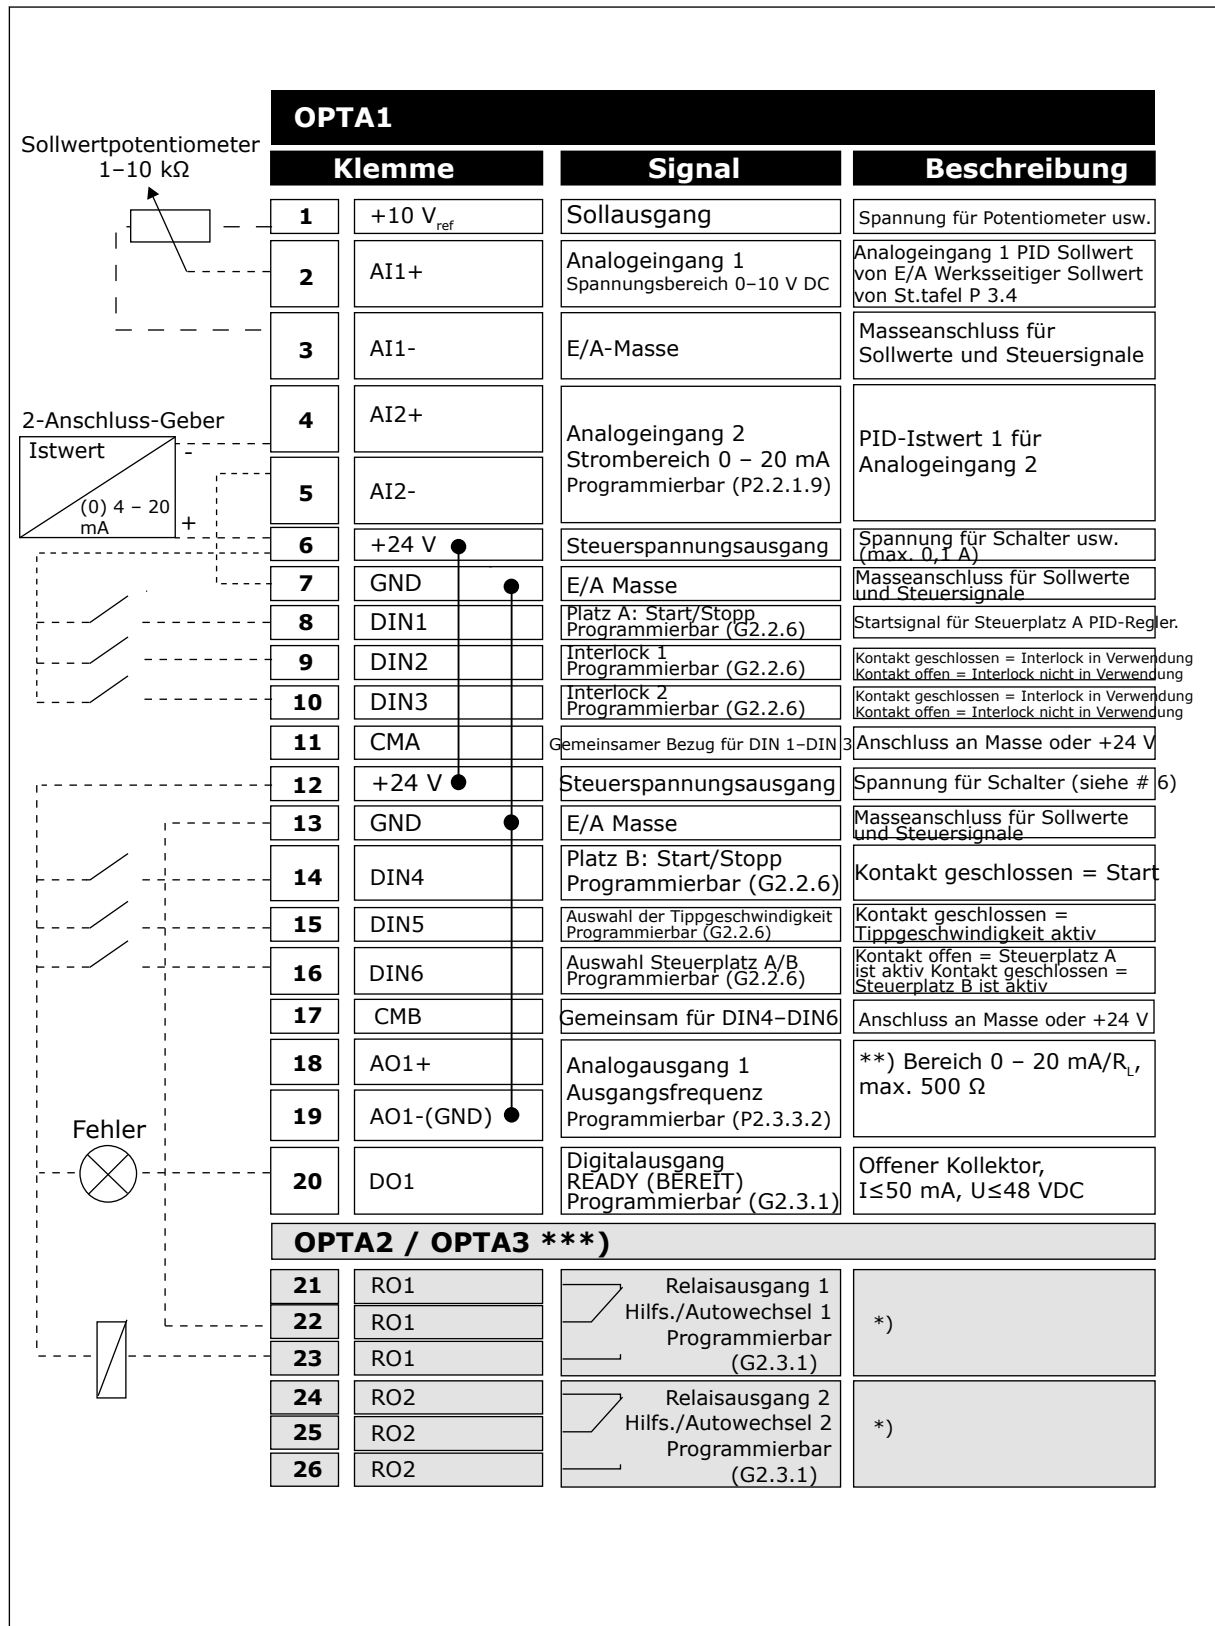 OPTA1
Sollwertpotentiometer
1–10 kΩ
Klemme
Signal
Beschreibung
1
+10 Vref
Sollausgang
Spannung für Potentiometer usw.
2
AI1+
Analogeingang 1
Spannungsbereich 0–10 V DC
Analogeingang 1 PID Sollwert
von E/A Werksseitiger Sollwert
von St.tafel P 3.4
3
AI1-
E/A-Masse
Masseanschluss für
Sollwerte und Steuersignale
2-Anschluss-Geber
Istwert
-
(0) 4 – 20
mA
+
4
AI2+
5
AI2-
Analogeingang 2
Strombereich 0 – 20 mA
Programmierbar (P2.2.1.9)
PID-Istwert 1 für
Analogeingang 2
6
+24 V
Steuerspannungsausgang
Spannung für Schalter usw.
(max. 0,1 A)
7
GND
E/A Masse
Masseanschluss für Sollwerte
und Steuersignale
8
DIN1
Platz A: Start/Stopp
Programmierbar (G2.2.6)
Startsignal für Steuerplatz A PID-Regler.
9
DIN2
Interlock 1
Programmierbar (G2.2.6)
Kontakt geschlossen = Interlock in Verwendung
Kontakt offen = Interlock nicht in Verwendung
10
DIN3
Interlock 2
Programmierbar (G2.2.6)
Kontakt geschlossen = Interlock in Verwendung
Kontakt offen = Interlock nicht in Verwendung
11
CMA
Gemeinsamer Bezug für DIN 1–DIN 3
Anschluss an Masse oder +24 V
12
+24 V
Steuerspannungsausgang
Spannung für Schalter (siehe # 6)
13
GND
E/A Masse
Masseanschluss für Sollwerte
und Steuersignale
14
DIN4
Platz B: Start/Stopp
Programmierbar (G2.2.6)
Kontakt geschlossen = Start
15
DIN5
Auswahl der Tippgeschwindigkeit
Programmierbar (G2.2.6)
Kontakt geschlossen =
Tippgeschwindigkeit aktiv
16
DIN6
Auswahl Steuerplatz A/B
Programmierbar (G2.2.6)
Kontakt offen = Steuerplatz A
ist aktiv Kontakt geschlossen =
Steuerplatz B ist aktiv
17
CMB
Gemeinsam für DIN4–DIN6
Anschluss an Masse oder +24 V
18
AO1+
19
AO1-(GND)
Analogausgang 1
Ausgangsfrequenz
Programmierbar (P2.3.3.2)
**) Bereich 0 – 20 mA/RL,
max. 500 Ω
Fehler
20
DO1
Digitalausgang
READY (BEREIT)
Programmierbar (G2.3.1)
Offener Kollektor,
I≤50 mA, U≤48 VDC
OPTA2 / OPTA3 ***)
21
RO1
22
RO1
23
RO1
Relaisausgang 1
Hilfs./Autowechsel 1
Programmierbar
(G2.3.1)
*)
24
RO2
25
RO2
26
RO2
Relaisausgang 2
Hilfs./Autowechsel 2
Programmierbar
(G2.3.1)
*)